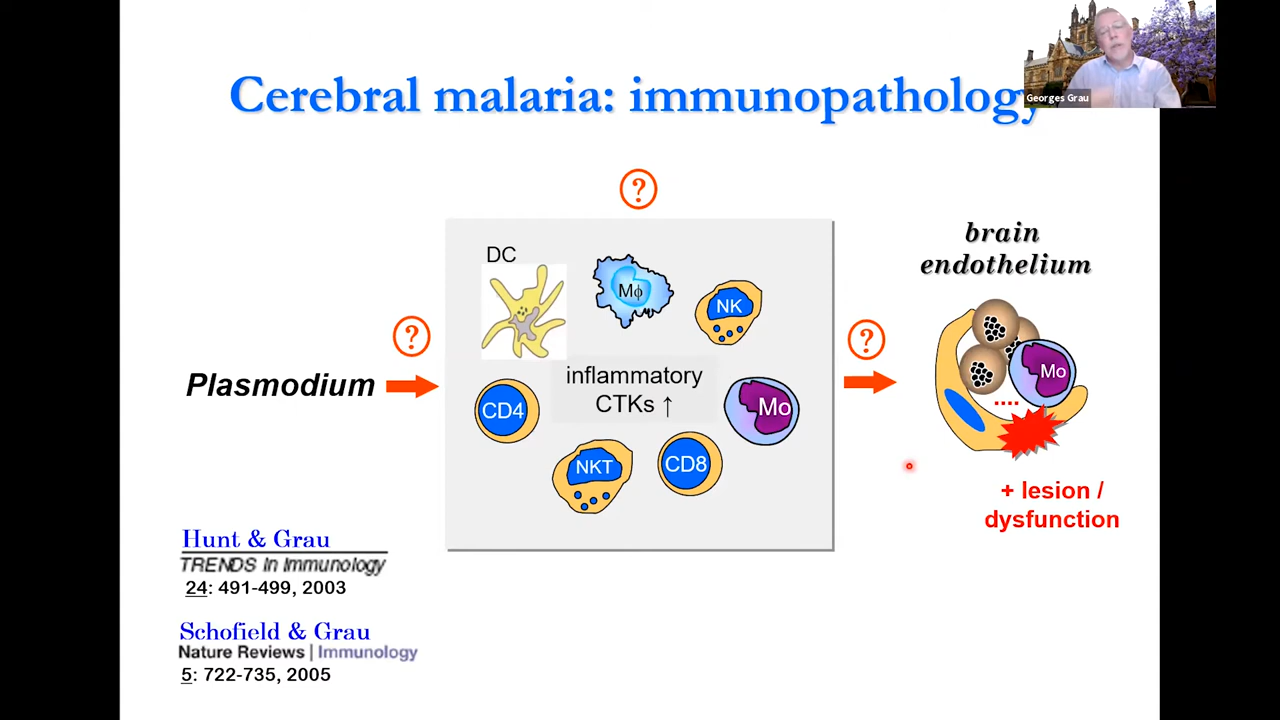 Cerebral malaria: immunopathology
Georges Grau
?
brain
endothelium
DC
Mφ
NK
?
?
Plasmodium
inflammatory
CTKs ↑
CD4
Mo
Mo
NKT
CD8
+ lesion /
dysfunction
Hunt & Grau
TRENDS in Immunology
24: 491-499, 2003
Schofield & Grau
Nature Reviews | Immunology
5: 722-735, 2005